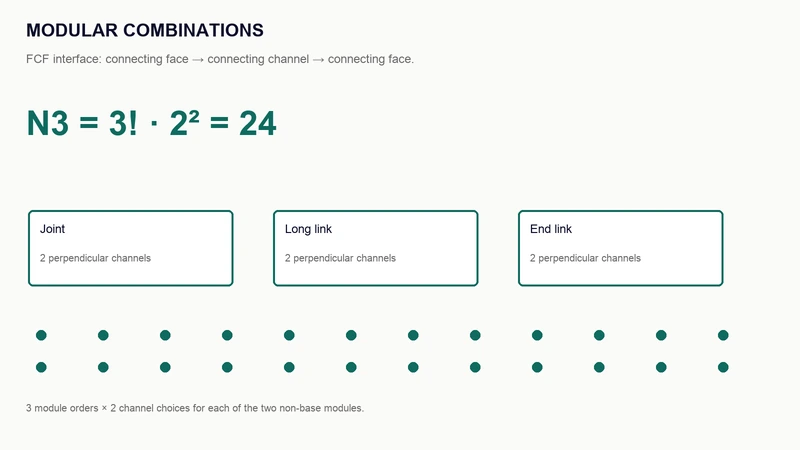 MODULAR COMBINATIONS
FCF interface: connecting face → connecting channel → connecting face.
N3 = 3! · 2² = 24
Joint
2 perpendicular channels
Long link
2 perpendicular channels
End link
2 perpendicular channels
3 module orders × 2 channel choices for each of the two non-base modules.